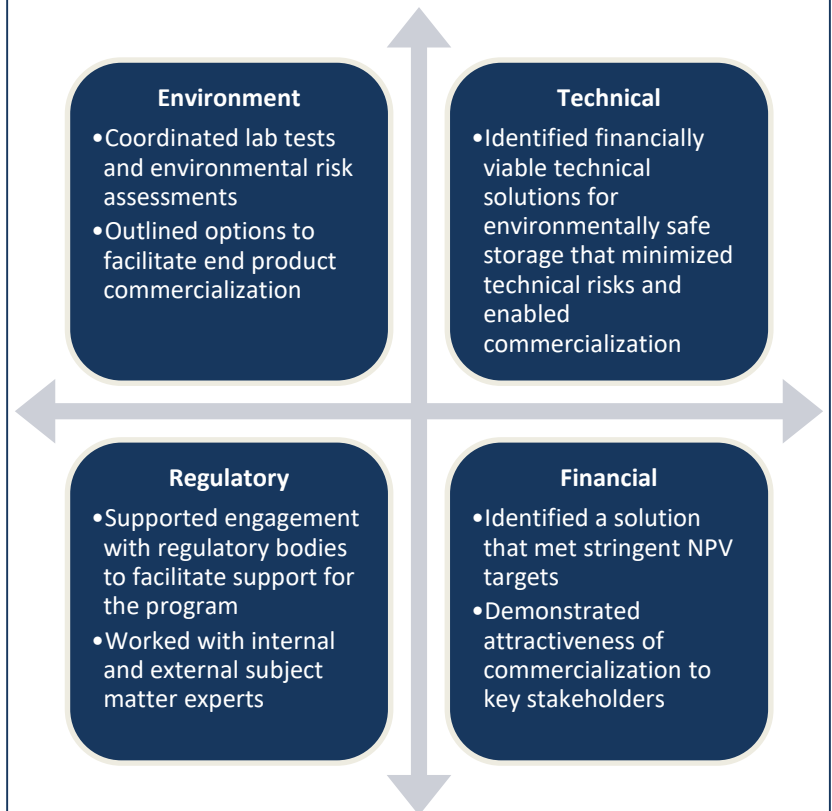 Environment
•Coordinated lab tests
and environmental risk
assessments
•Outlined options to
facilitate end product
commercialization
Technical
•Identified financially
viable technical
solutions for
environmentally safe
storage that minimized
technical risks and
enabled
commercialization
Regulatory
•Supported engagement
with regulatory bodies
to facilitate support for
the program
•Worked with internal
and external subject
matter experts
Financial
•Identified a solution
that met stringent NPV
targets
•Demonstrated
attractiveness of
commercialization to
key stakeholders